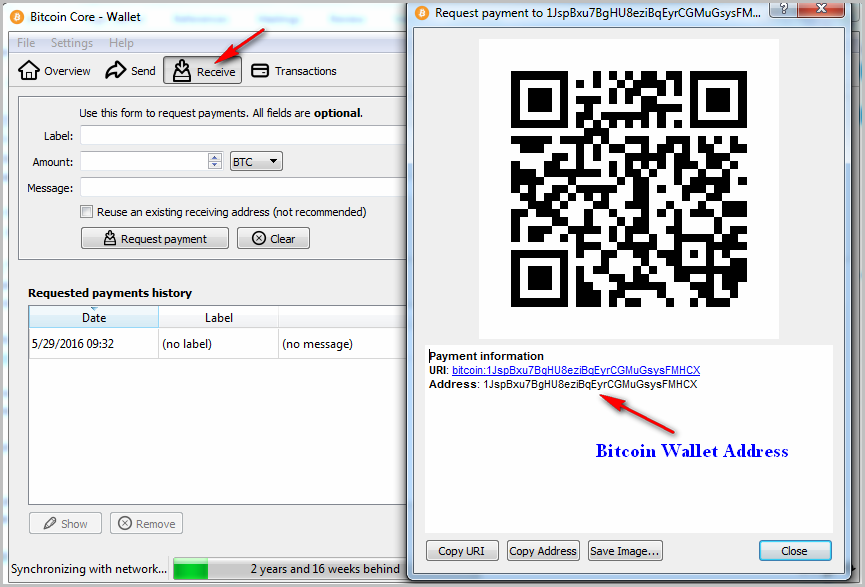 Bitcoin Core - Wallet
File Settings Help
Overview Send Receive Transactions
Use this form to request payments. All fields are optional.
Label:
Amount: BTC
Message:
Reuse an existing receiving address (not recommended)
Request payment Clear
Requested payments history
Date Label
5/29/2016 09:32 (no label) (no message)
Show Remove
Synchronizing with network... 2 years and 16 weeks behind
Request payment to 1JspBxu7BgHU8eziBqEyrCGMuGsysFM...
Payment information
URI: bitcoin:1JspBxu7BgHU8eziBqEyrCGMuGsysFMHCX
Address: 1JspBxu7BgHU8eziBqEyrCGMuGsysFMHCX
Bitcoin Wallet Address
Copy URI Copy Address Save Image... Close